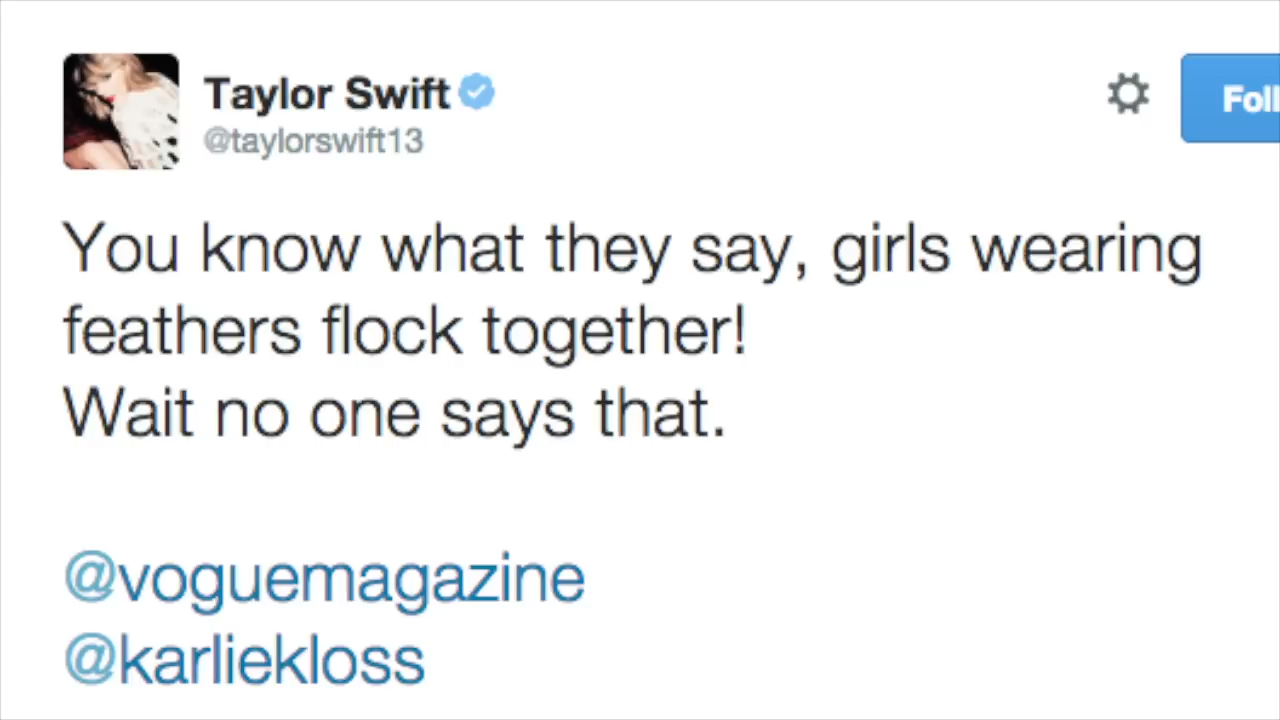 Taylor Swift
@taylorswift13
You know what they say, girls wearing
feathers flock together!
Wait no one says that.
@voguemagazine
@karliekloss